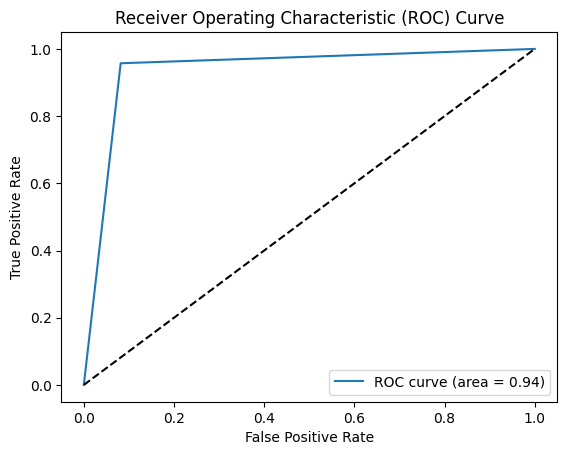 Receiver Operating Characteristic (ROC) Curve
1.0
0.8
0.6
0.4
0.2
0.0
True Positive Rate
ROC curve (area = 0.94)
0.0 0.2 0.4 0.6 0.8 1.0
False Positive Rate